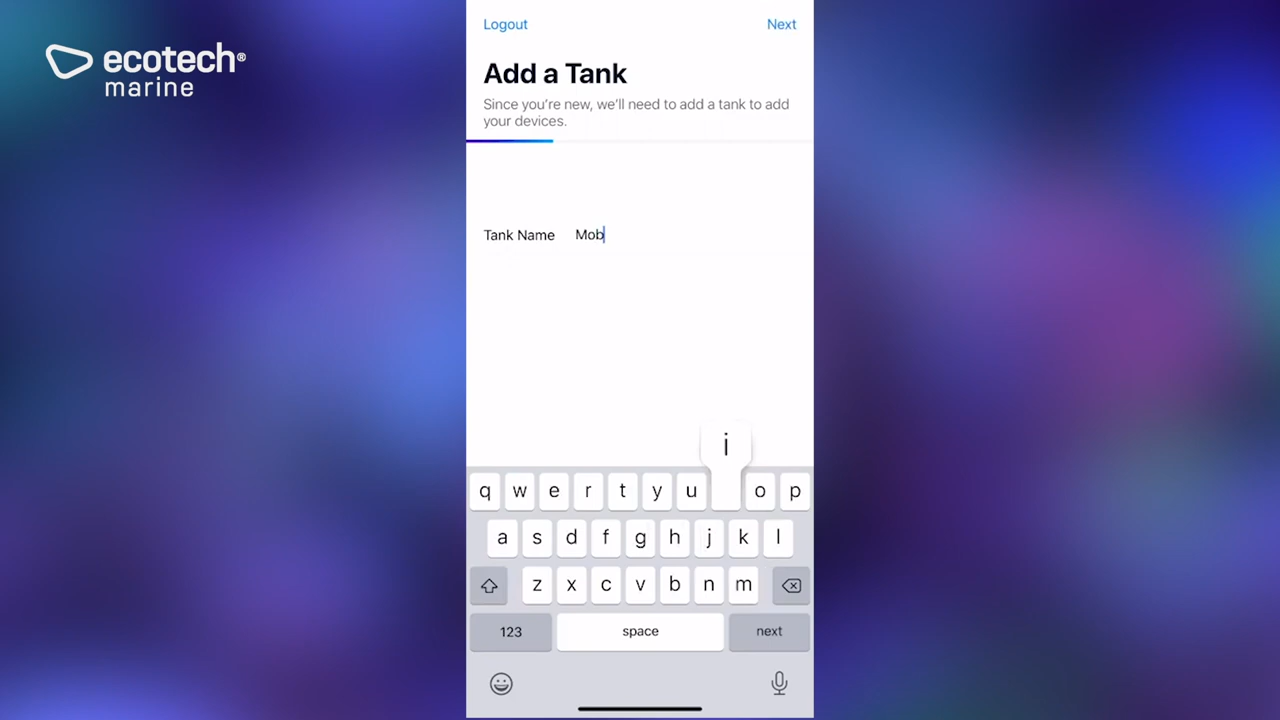 ecotech®
marine
Logout
Next
Add a Tank
Since you're new, we'll need to add a tank to add
your devices.
Tank Name Mob
i
q w e r t y u o p
a s d f g h j k l
z x c v b n m
123 space next